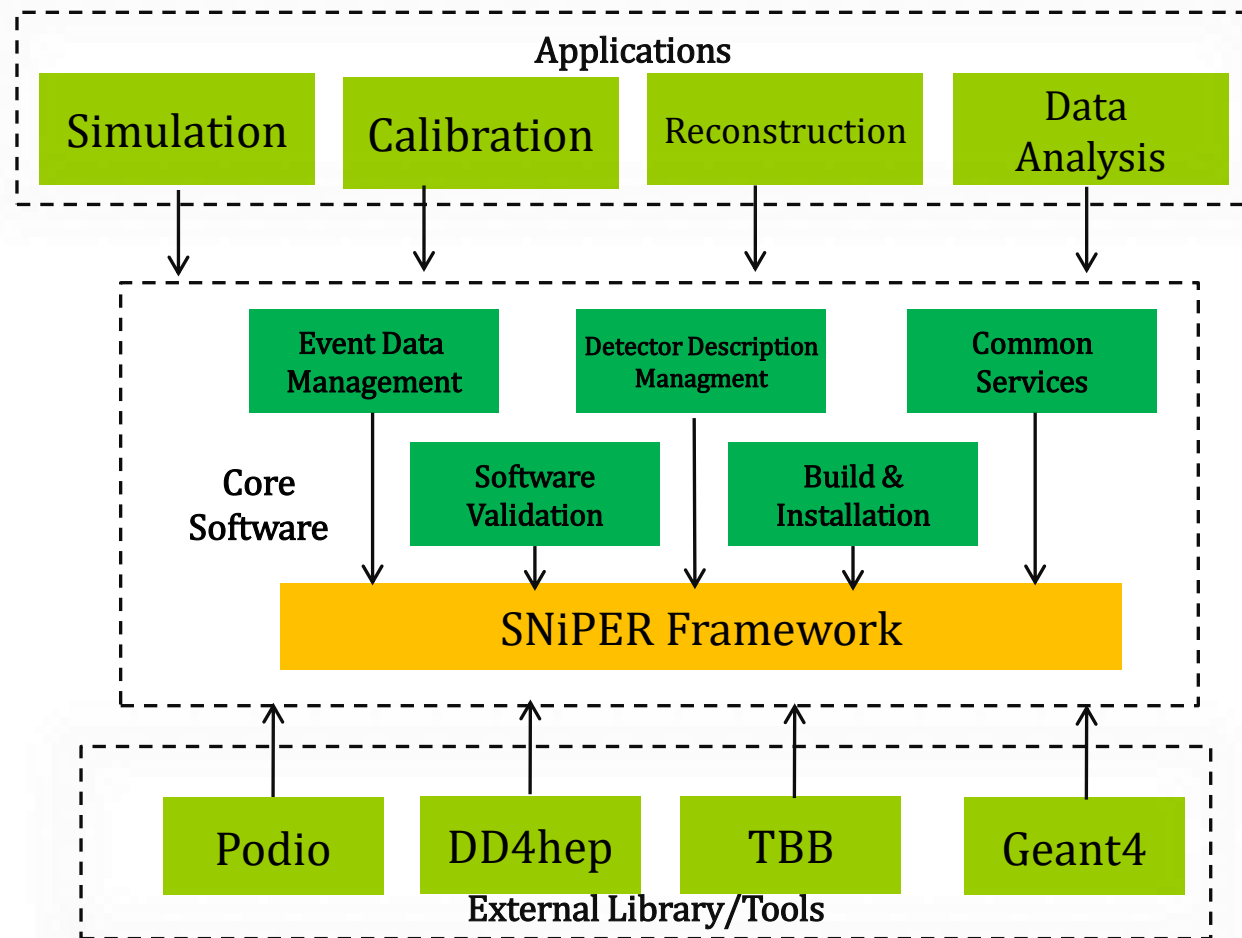 Applications
Simulation
Calibration
Reconstruction
Data
Analysis
Event Data
Management
Detector Description
Managment
Common
Services
Core
Software
Software
Validation
Build &
Installation
SNiPER Framework
Podio
DD4hep
TBB
Geant4
External Library/Tools